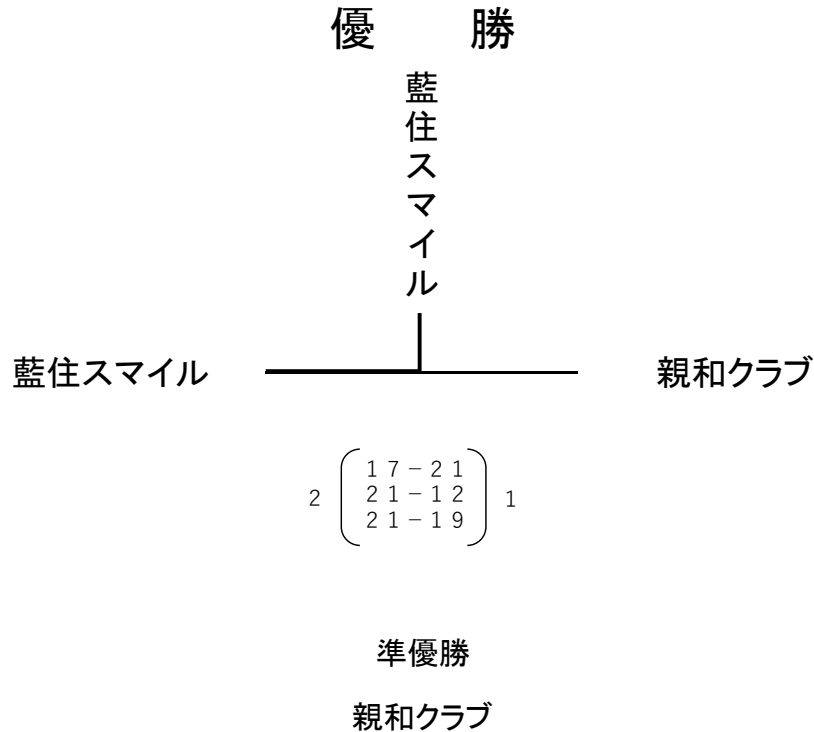 優　勝
藍住スマイル
藍住スマイル　親和クラブ
17－21
2　21－12　1
21－19
準優勝
親和クラブ